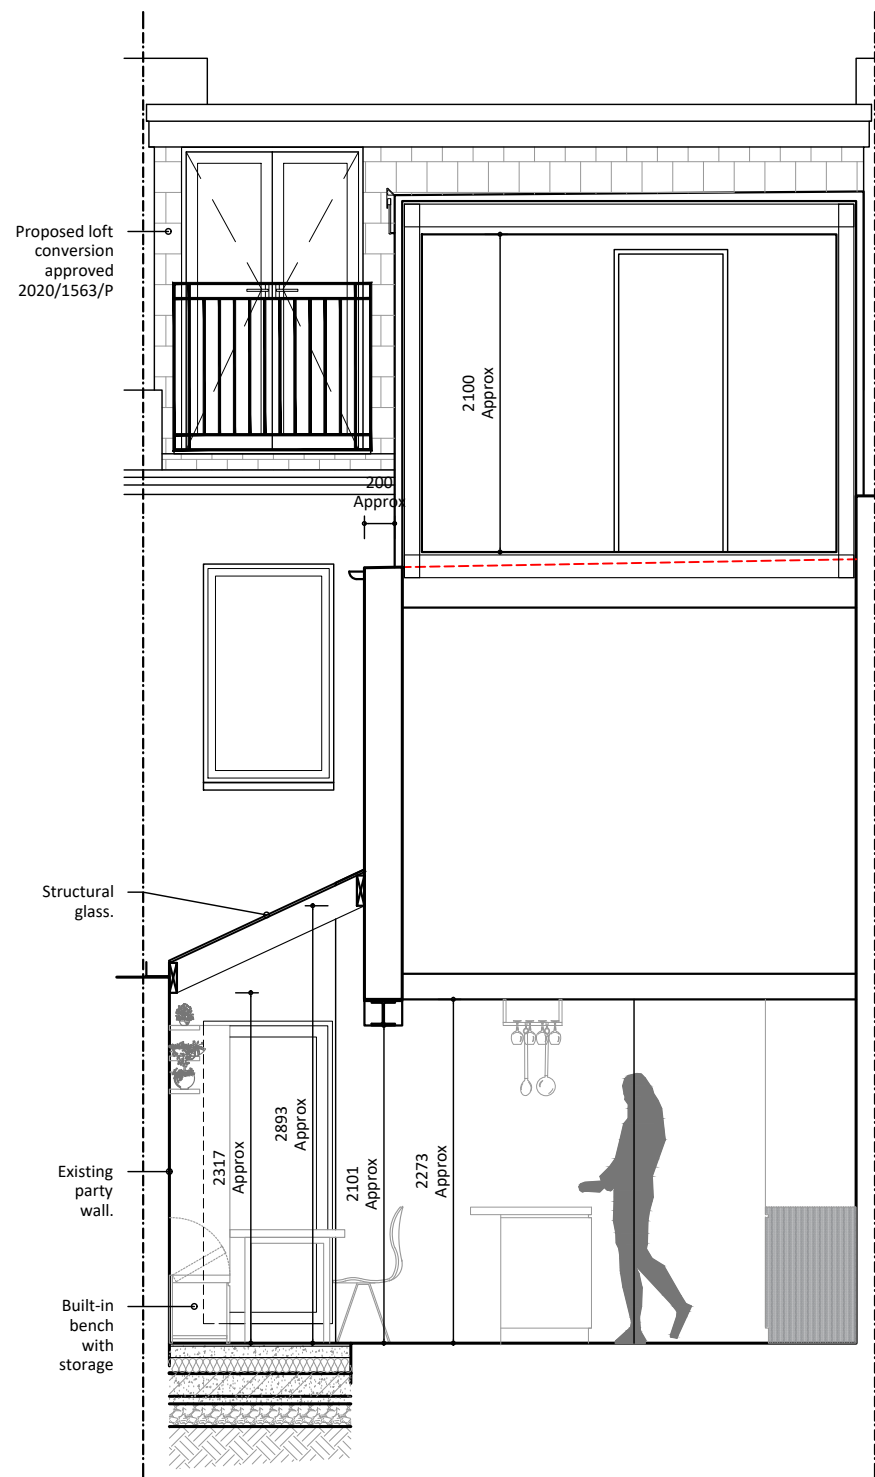 Proposed loft
conversion
approved
2020/1563/P
2100
Approx
200
Approx
Structural
glass.
2317
Approx
2893
Approx
2101
Approx
2273
Approx
Existing
party
wall.
Built-in
bench
with
storage